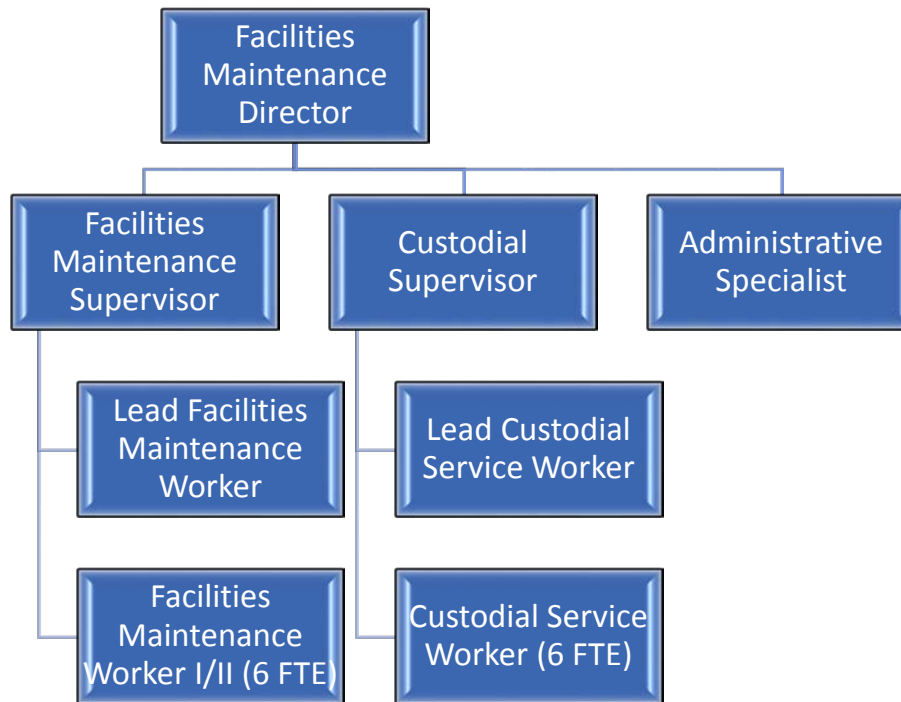 Facilities
Maintenance
Director
Facilities
Maintenance
Supervisor
Custodial
Supervisor
Administrative
Specialist
Lead Facilities
Maintenance
Worker
Lead Custodial
Service Worker
Facilities
Maintenance
Worker I/II (6 FTE)
Custodial Service
Worker (6 FTE)